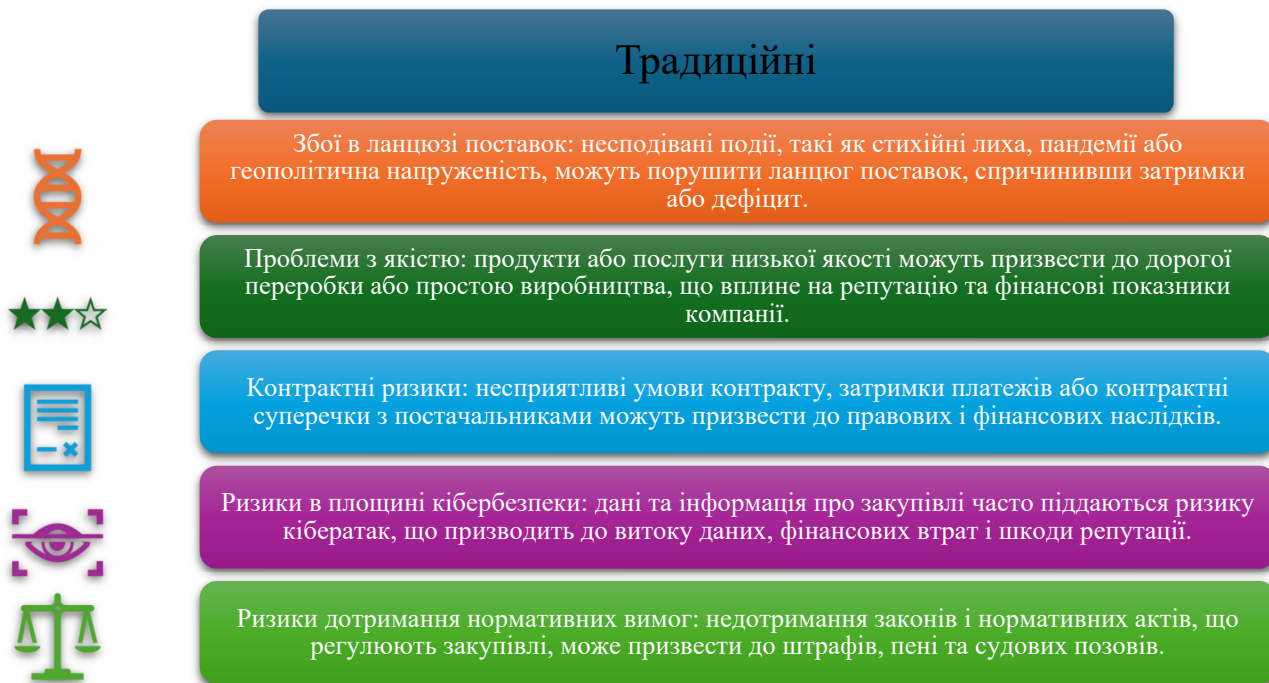 Традиційні
Збої в ланцюзі поставок: несподівані події, такі як стихійні лиха, пандемії або
геополітична напруженість, можуть порушити ланцюг поставок, спричинивши затримки
або дефіцит.
Проблеми з якістю: продукти або послуги низької якості можуть призвести до дорогої
переробки або простою виробництва, що вплине на репутацію та фінансові показники
компанії.
Контрактні ризики: несприятливі умови контракту, затримки платежів або контрактні
суперечки з постачальниками можуть призвести до правових і фінансових наслідків.
Ризики в площині кібербезпеки: дані та інформація про закупівлі часто піддаються ризику
кібератак, що призводить до витоку даних, фінансових втрат і шкоди репутації.
Ризики дотримання нормативних вимог: недотримання законів і нормативних актів, що
регулюють закупівлі, може призвести до штрафів, пені та судових позовів.